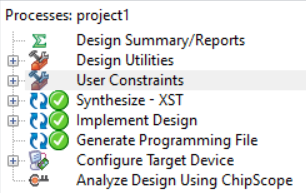 Processes: project1
Design Summary/Reports
Design Utilities
User Constraints
Synthesize - XST
Implement Design
Generate Programming File
Configure Target Device
Analyze Design Using ChipScope